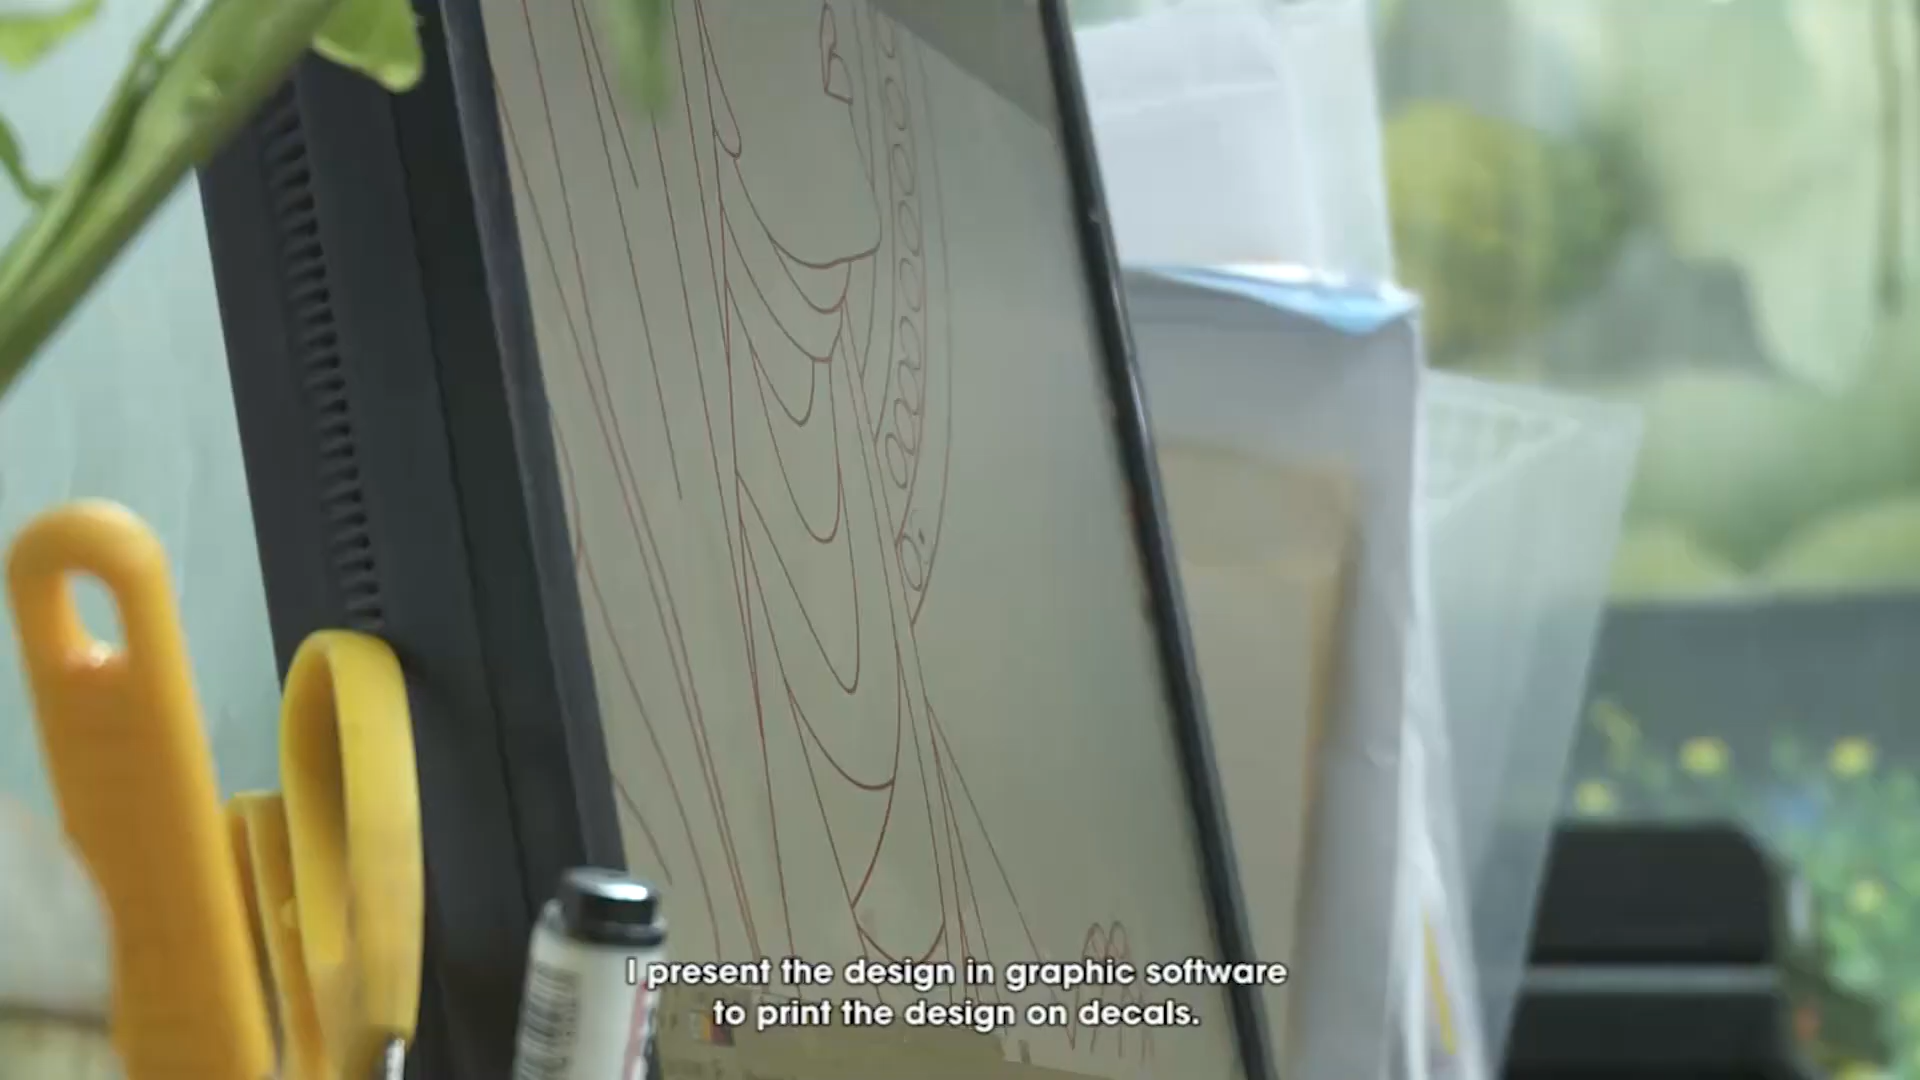 I present the design in graphic software
to print the design on decals.